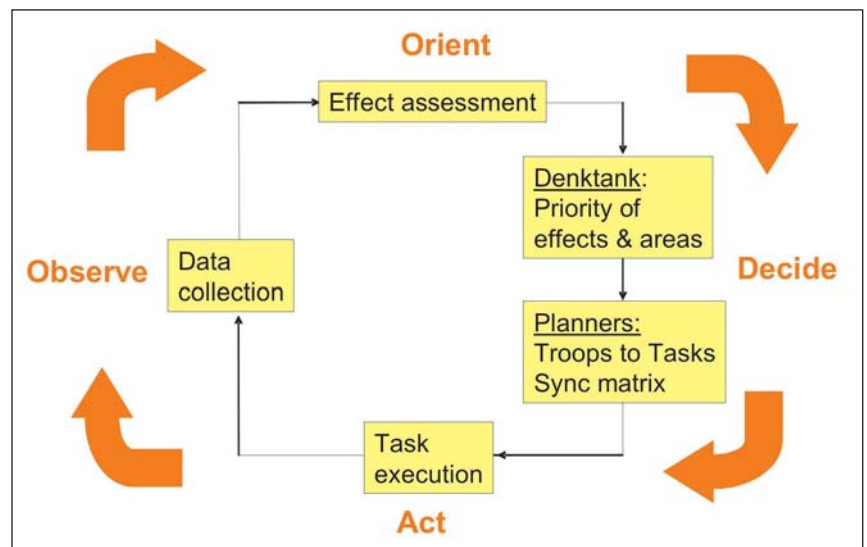 Orient
Effect assessment
Denktank:
Priority of
effects & areas
Observe
Data
collection
Decide
Planners:
Troops to Tasks
Sync matrix
Task
execution
Act